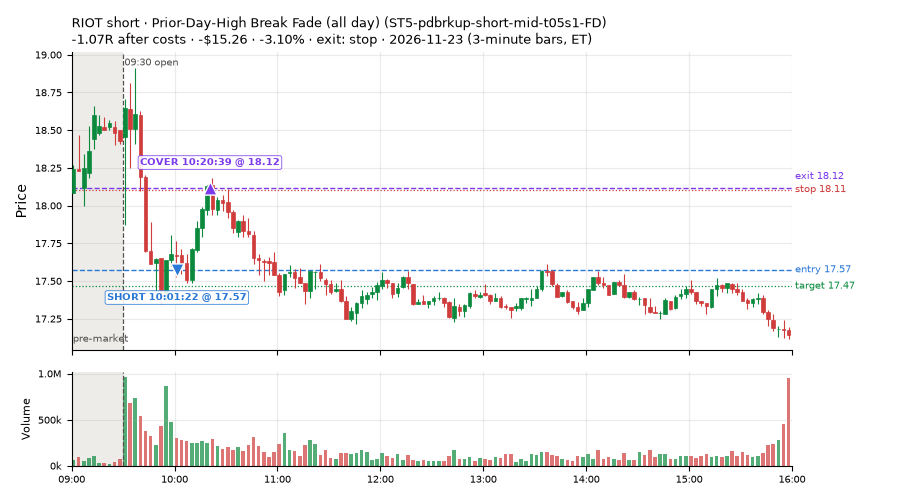 RIOT short · Prior-Day-High Break Fade (all day) (ST5-pdbrkup-short-mid-t05s1-FD)
-1.07R after costs · -$15.26 · -3.10% · exit: stop · 2026-11-23 (3-minute bars, ET)
19.00
09:30 open
18.75
18.50
18.25
COVER 10:20:39 @ 18.12
exit 18.12
stop 18.11
18.00
Price
17.75
entry 17.57
17.50
target 17.47
SHORT 10:01:22 @ 17.57
17.25
pre-market
1.0M
Volume
500k
0k
09:00
10:00
11:00
12:00
13:00
14:00
15:00
16:00